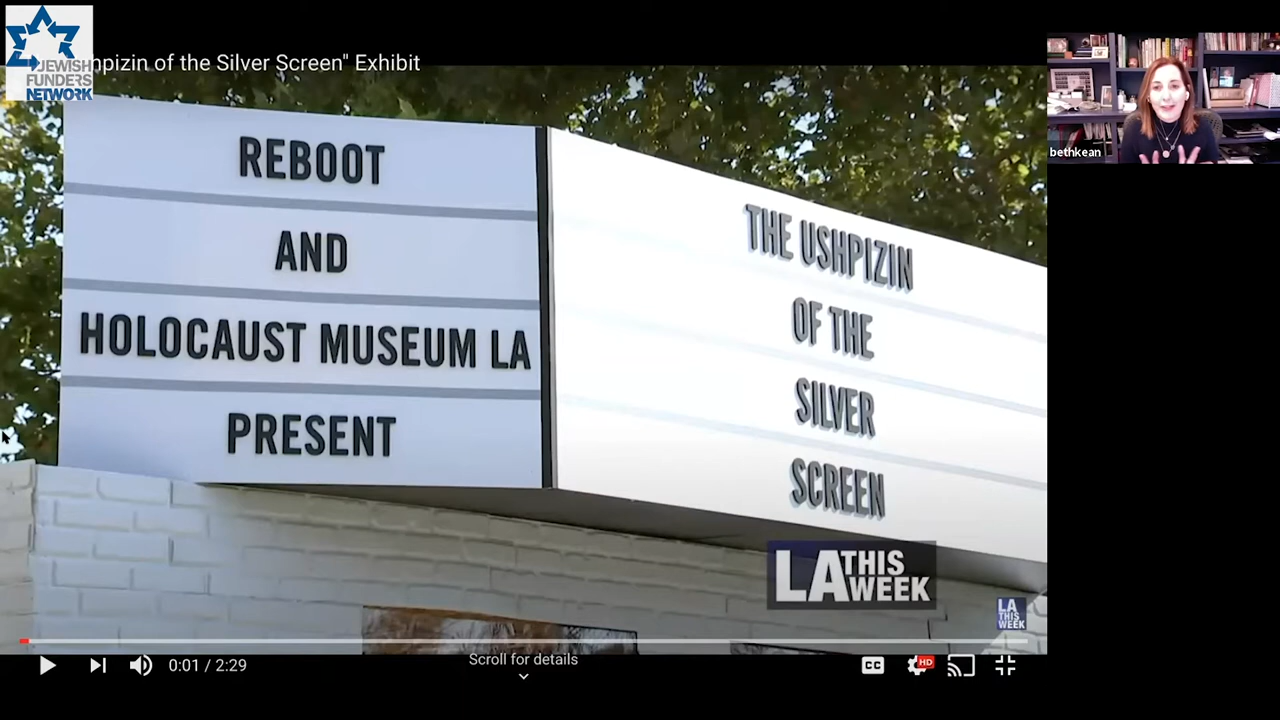 JEWISH
FUNDERS
NETWORK
hpizin of the Silver Screen" Exhibit
bethkean
REBOOT
AND
HOLOCAUST MUSEUM LA
PRESENT
THE USHPIZIN
OF THE
SILVER
SCREEN
LA THIS WEEK
LA
THIS
WEEK
0:01 / 2:29
Scroll for details
CC
HD